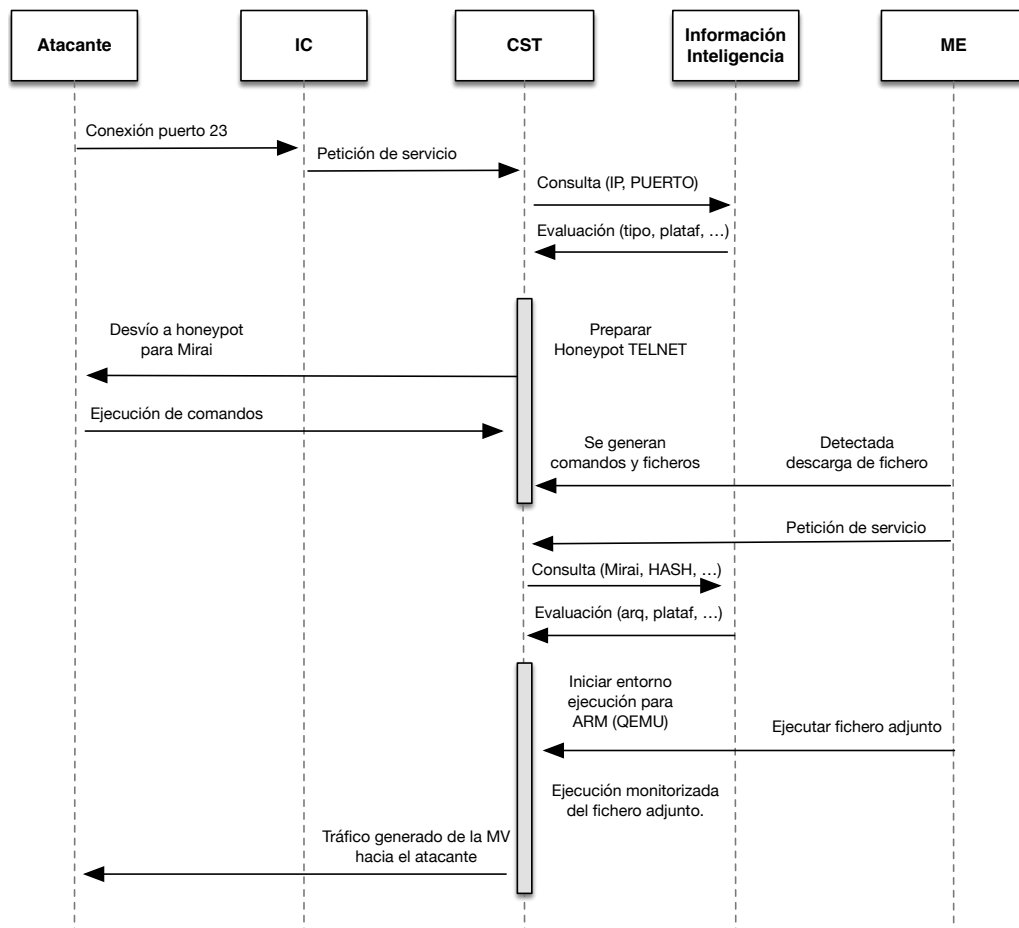 Atacante
IC
CST
Información
Inteligencia
ME
Conexión puerto 23
Petición de servicio
Consulta (IP, PUERTO)
Evaluación (tipo, plataf, …)
Desvío a honeypot
para Mirai
Preparar
Honeypot TELNET
Ejecución de comandos
Se generan
comandos y ficheros
Detectada
descarga de fichero
Petición de servicio
Consulta (Mirai, HASH, …)
Evaluación (arq, plataf, …)
Iniciar entorno
ejecución para
ARM (QEMU)
Ejecutar fichero adjunto
Ejecución monitorizada
del fichero adjunto.
Tráfico generado de la MV
hacia el atacante